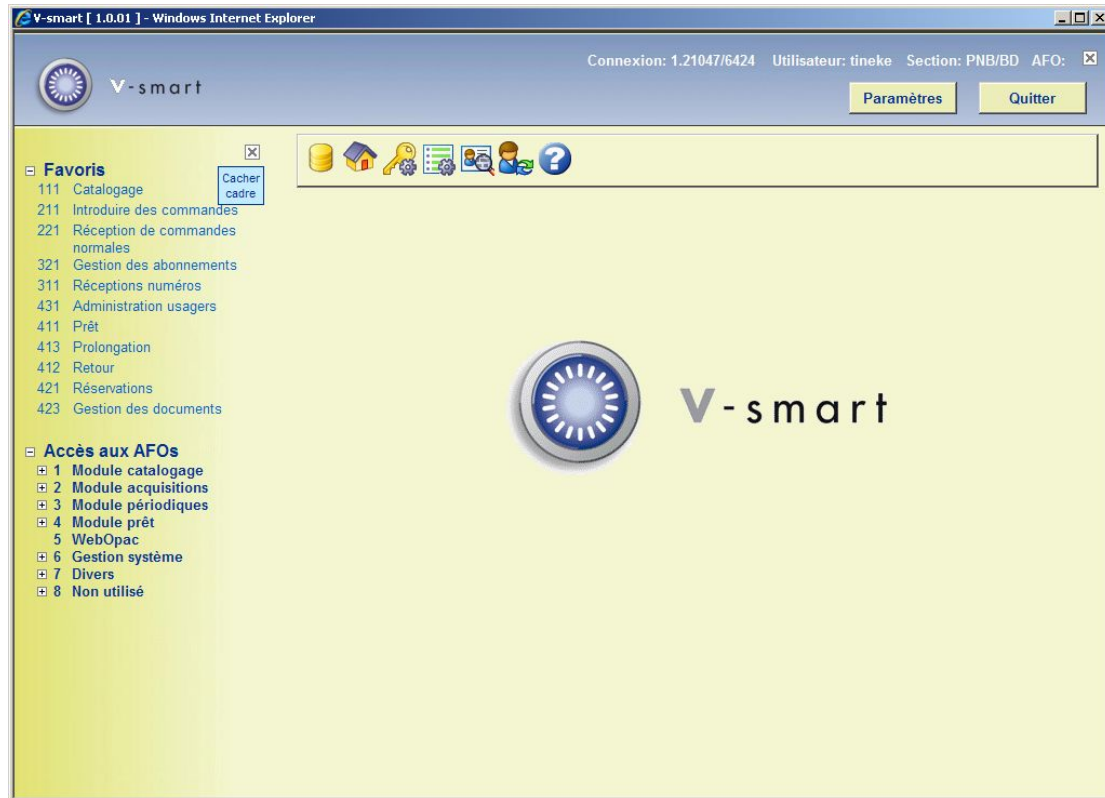 V-smart [ 1.0.01 ] - Windows Internet Explorer
Connexion: 1.21047/6424 Utilisateur: tineke Section: PNB/BD AFO:
V-smart
Paramètres Quitter
Favoris
Cacher
cadre
111 Catalogage
211 Introduire des commandes
221 Réception de commandes
normales
321 Gestion des abonnements
311 Réceptions numéros
431 Administration usagers
411 Prêt
413 Prolongation
412 Retour
421 Réservations
423 Gestion des documents
V-smart
Accès aux AFOs
1 Module catalogage
2 Module acquisitions
3 Module périodiques
4 Module prêt
5 WebOpac
6 Gestion système
7 Divers
8 Non utilisé